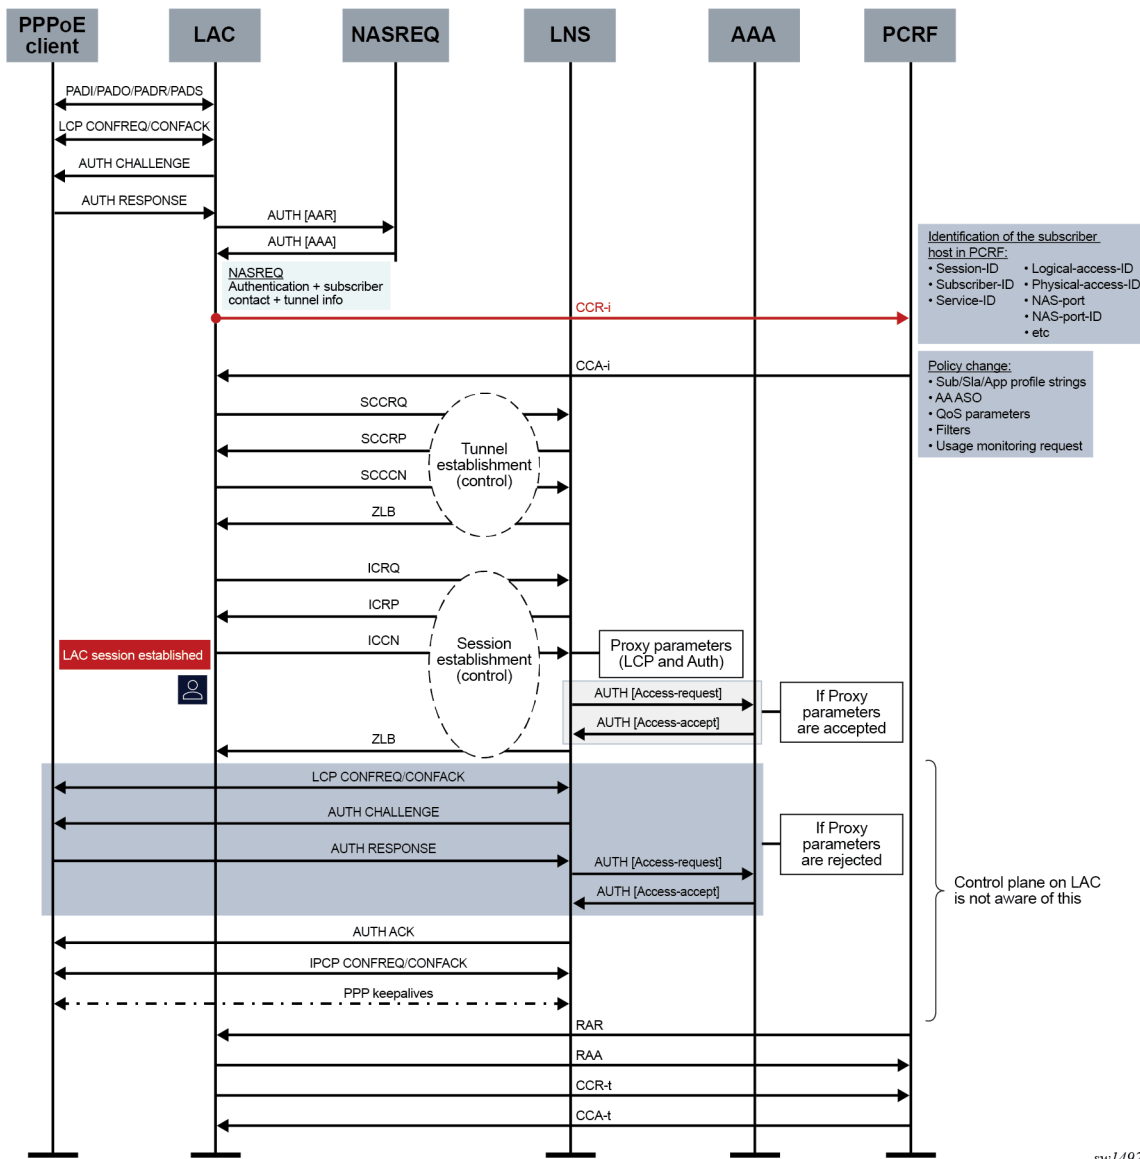 PPPoE
client
LAC
NASREQ
LNS
AAA
PCRF
PADI/PADO/PADR/PADS
LCP CONFREQ/CONFACK
AUTH CHALLENGE
AUTH RESPONSE
AUTH [AAR]
AUTH [AAA]
NASREQ
Authentication + subscriber
contact + tunnel info
Identification of the subscriber
host in PCRF:
• Session-ID
• Subscriber-ID
• Service-ID
• Logical-access-ID
• Physical-access-ID
• NAS-port
• NAS-port-ID
• etc
CCR-i
CCA-i
Policy change:
• Sub/Sla/App profile strings
• AA ASO
• QoS parameters
• Filters
• Usage monitoring request
SCCRQ
SCCRP
SCCCN
ZLB
Tunnel
establishment
(control)
ICRQ
ICRP
ICCN
ZLB
Session
establishment
(control)
LAC session established
Proxy parameters
(LCP and Auth)
AUTH [Access-request]
AUTH [Access-accept]
If Proxy
parameters
are accepted
LCP CONFREQ/CONFACK
AUTH CHALLENGE
AUTH RESPONSE
AUTH [Access-request]
AUTH [Access-accept]
If Proxy
parameters
are rejected
Control plane on LAC
is not aware of this
AUTH ACK
IPCP CONFREQ/CONFACK
PPP keepalives
RAR
RAA
CCR-t
CCA-t